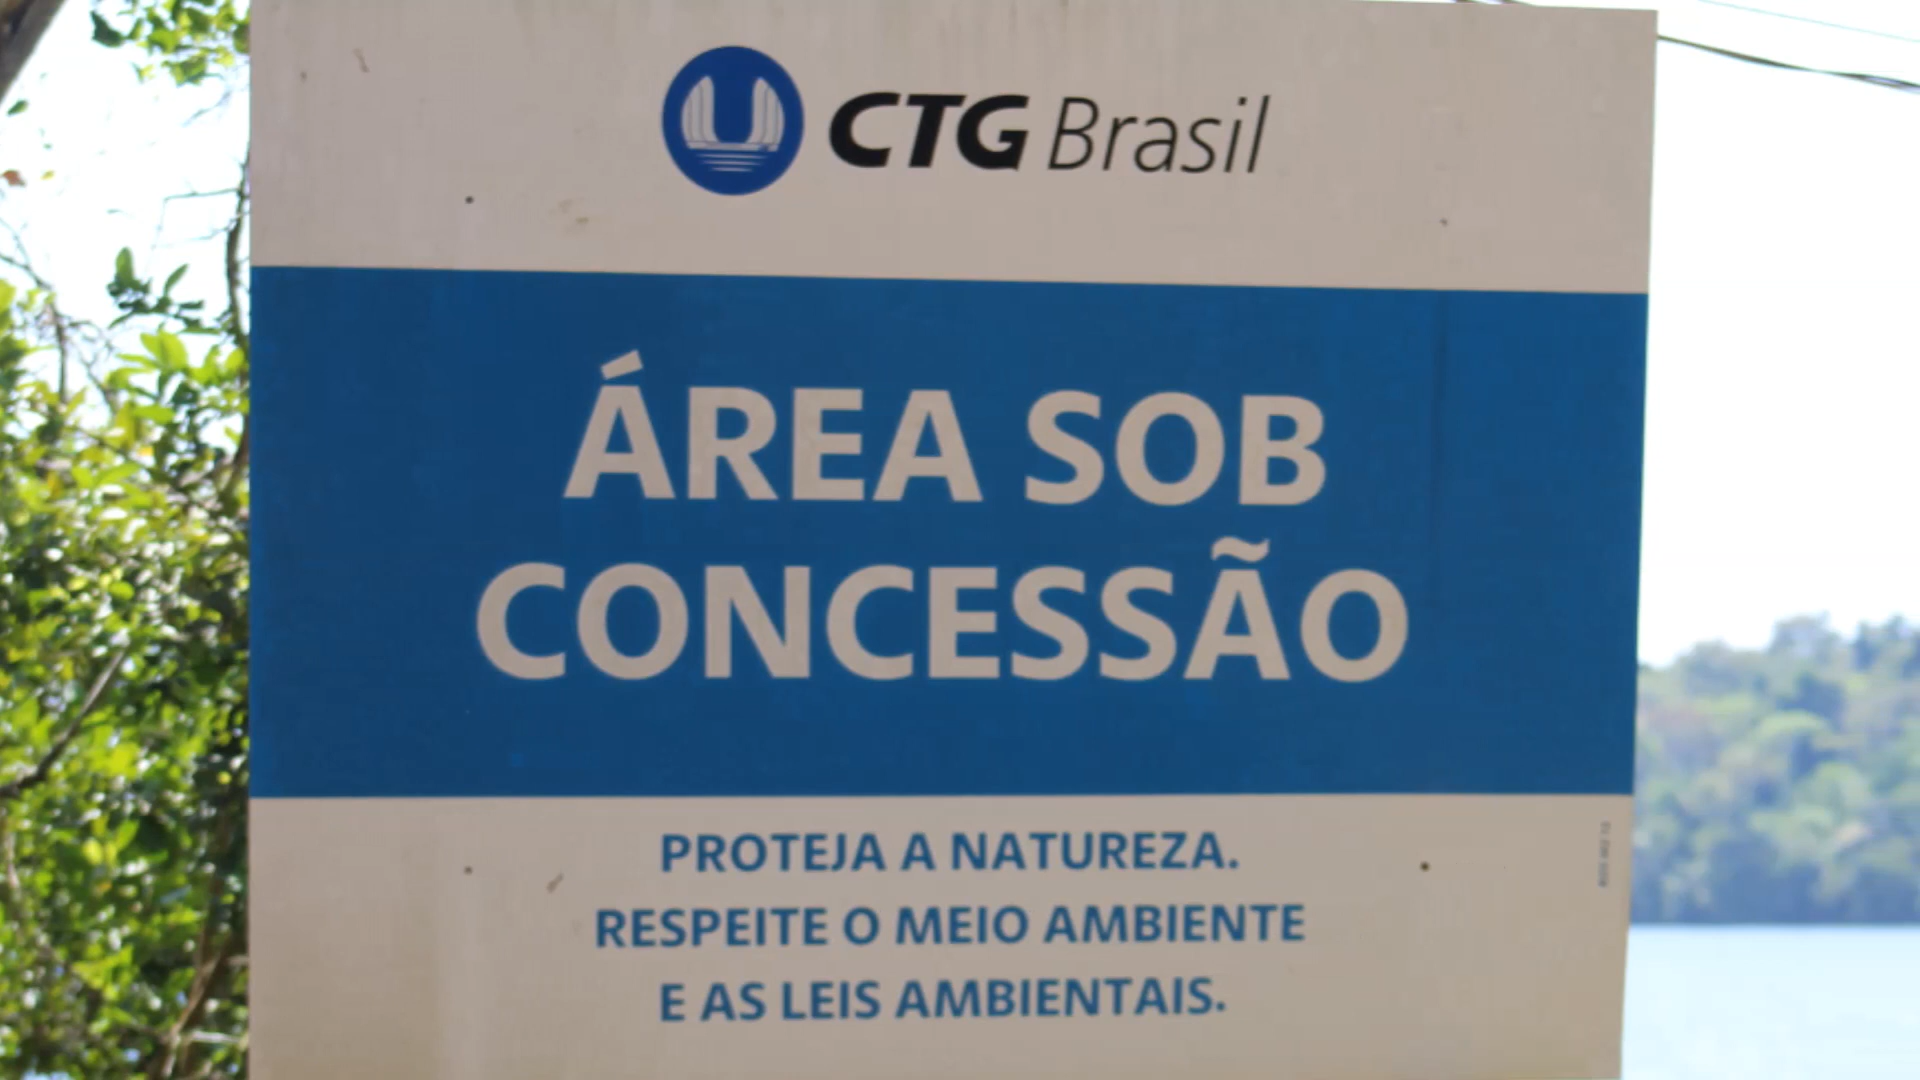 CTG Brasil
ÁREA SOB
CONCESSÃO
PROTEJA A NATUREZA.
RESPEITE O MEIO AMBIENTE
E AS LEIS AMBIENTAIS.